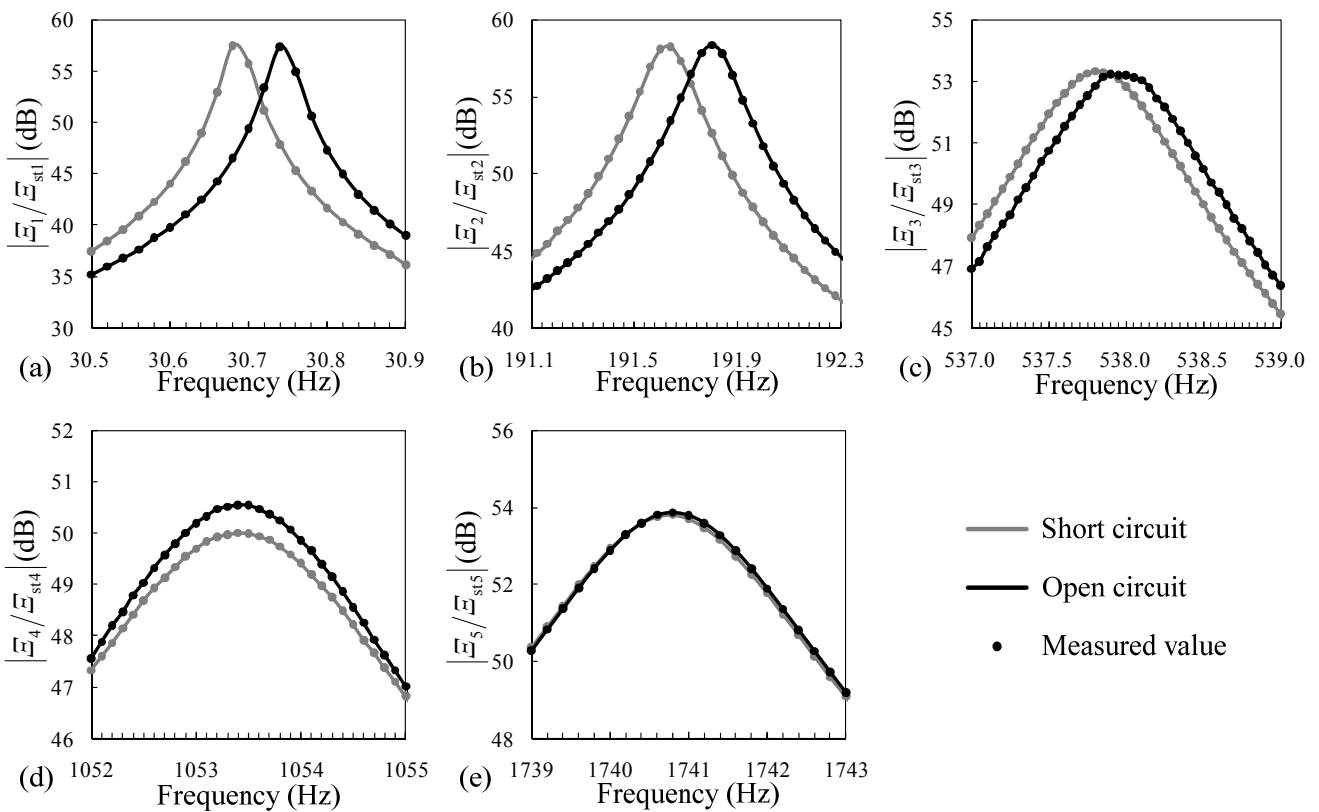 60
55
50
45
40
35
30
|Ξ1/Ξst1| (dB)
30.5 30.6 30.7 30.8 30.9
(a) Frequency (Hz)
60
55
50
45
40
|Ξ2/Ξst2| (dB)
191.1 191.5 191.9 192.3
(b) Frequency (Hz)
55
53
51
49
47
45
|Ξ3/Ξst3| (dB)
537.0 537.5 538.0 538.5 539.0
(c) Frequency (Hz)
52
51
50
49
48
47
46
|Ξ4/Ξst4| (dB)
1052 1053 1054 1055
(d) Frequency (Hz)
56
54
52
50
48
|Ξ5/Ξst5| (dB)
1739 1740 1741 1742 1743
(e) Frequency (Hz)
Short circuit
Open circuit
Measured value